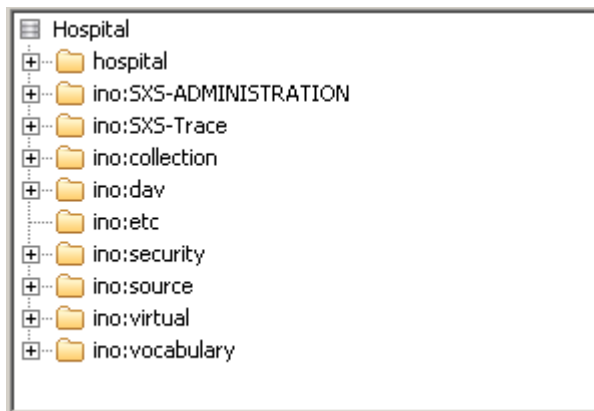 Hospital
hospital
ino:SXS-ADMINISTRATION
ino:SXS-Trace
ino:collection
ino:dav
ino:etc
ino:security
ino:source
ino:virtual
ino:vocabulary